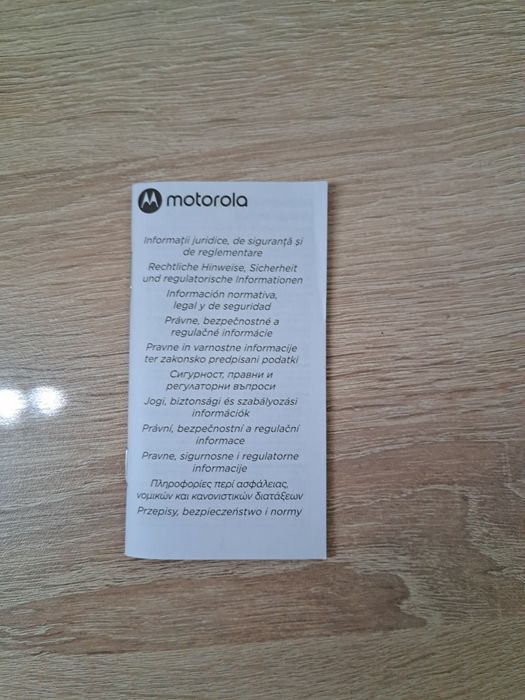 motorola
Informații juridice, de siguranță și
de reglementare
Rechtliche Hinweise, Sicherheit
und regulatorische Informationen
Información normativa,
legal y de seguridad
Právne, bezpečnostné a
regulačné informácie
Pravne in varnostne informacije
ter zakonsko predpisani podatki
Сигурност, правни и
регулаторни въпроси
Jogi, biztonsági és szabályozási
információk
Právní, bezpečnostní a regulační
informace
Pravne, sigurnosne i regulatorne
informacije
Πληροφορίες περί ασφάλειας,
νομικών και κανονιστικών διατάξεων
Przepisy, bezpieczeństwo i normy